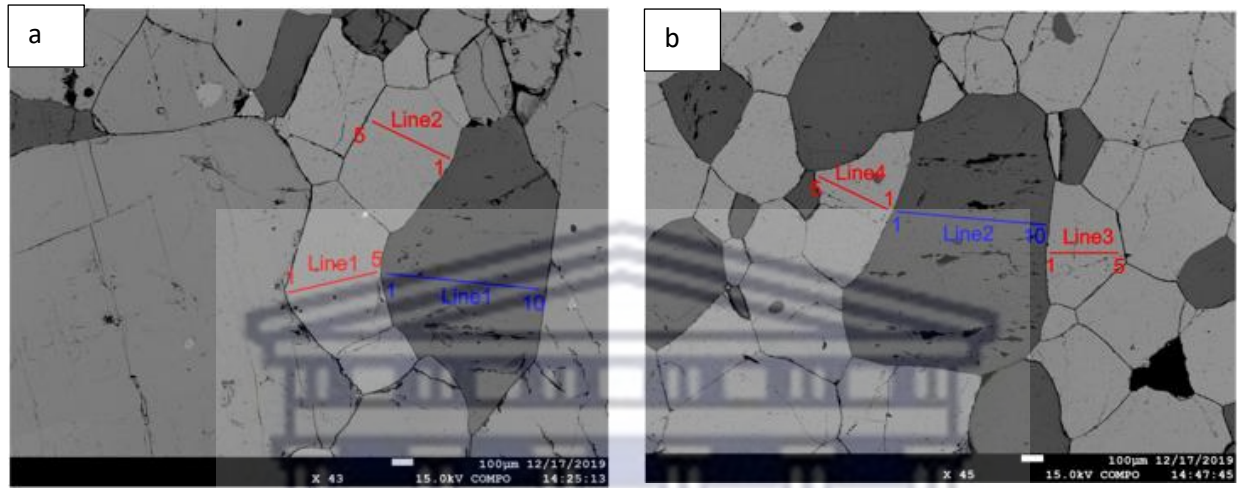 a
Line2
5
1
Line1
1
5
Line1
1
10
100µm 12/17/2019
X 43 15.0kV COMPO 14:25:13
b
Line4
5
1
Line2
1
10
Line3
1
5
100µm 12/17/2019
X 45 15.0kV COMPO 14:47:45